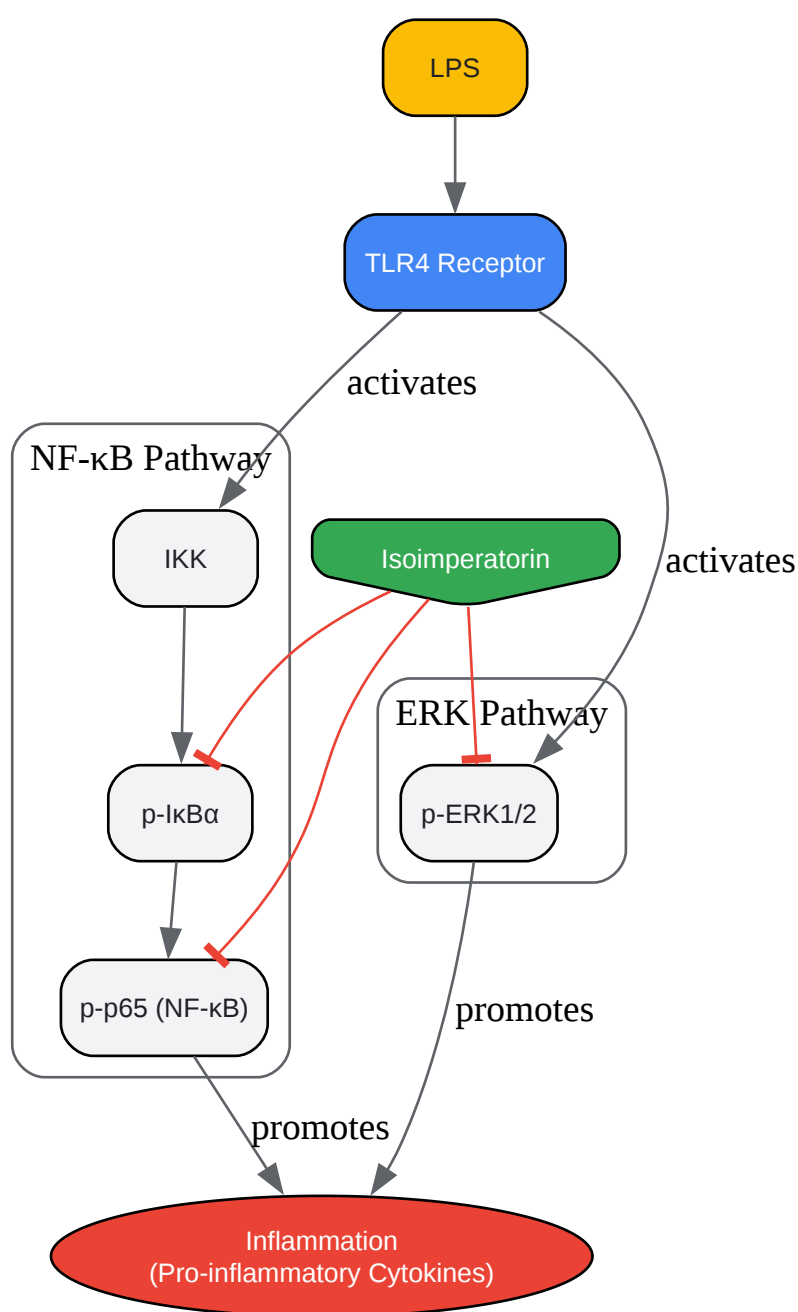 LPS
TLR4 Receptor
activates
NF-κB Pathway
IKK
Isoimperatorin
activates
ERK Pathway
p-IκBα
p-ERK1/2
p-p65 (NF-κB)
promotes
promotes
Inflammation
(Pro-inflammatory Cytokines)